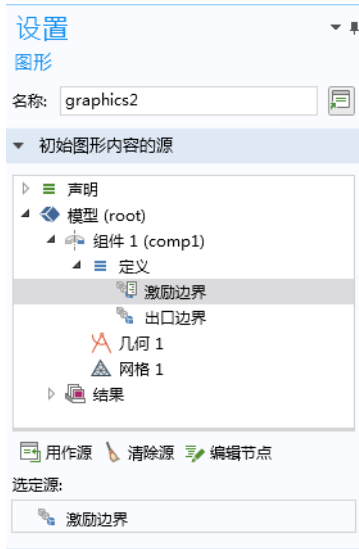 设置
图形
名称: graphics2
初始图形内容的源
声明
模型 (root)
组件 1 (comp1)
定义
激励边界
出口边界
几何 1
网格 1
结果
用作源 清除源 编辑节点
选定源:
激励边界